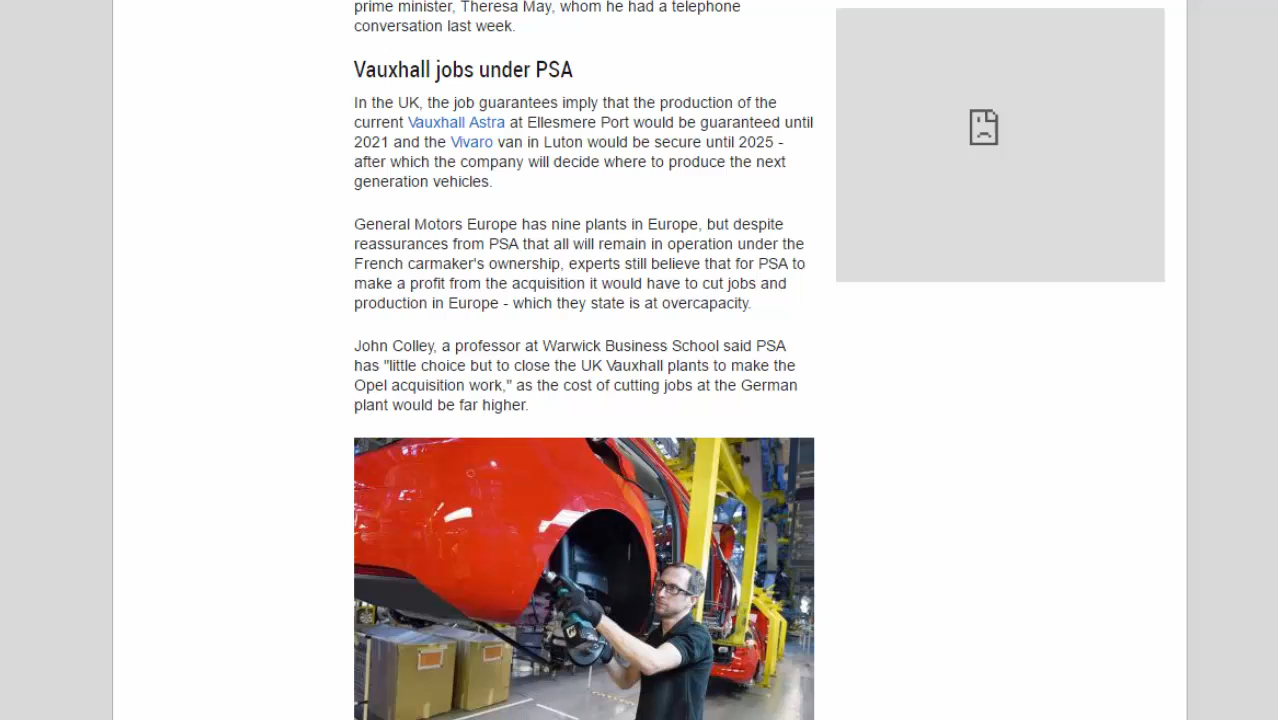 prime minister, Theresa May, whom he had a telephone
conversation last week.
Vauxhall jobs under PSA
In the UK, the job guarantees imply that the production of the
current Vauxhall Astra at Ellesmere Port would be guaranteed until
2021 and the Vivaro van in Luton would be secure until 2025 -
after which the company will decide where to produce the next
generation vehicles.
General Motors Europe has nine plants in Europe, but despite
reassurances from PSA that all will remain in operation under the
French carmaker's ownership, experts still believe that for PSA to
make a profit from the acquisition it would have to cut jobs and
production in Europe - which they state is at overcapacity.
John Colley, a professor at Warwick Business School said PSA
has "little choice but to close the UK Vauxhall plants to make the
Opel acquisition work," as the cost of cutting jobs at the German
plant would be far higher.